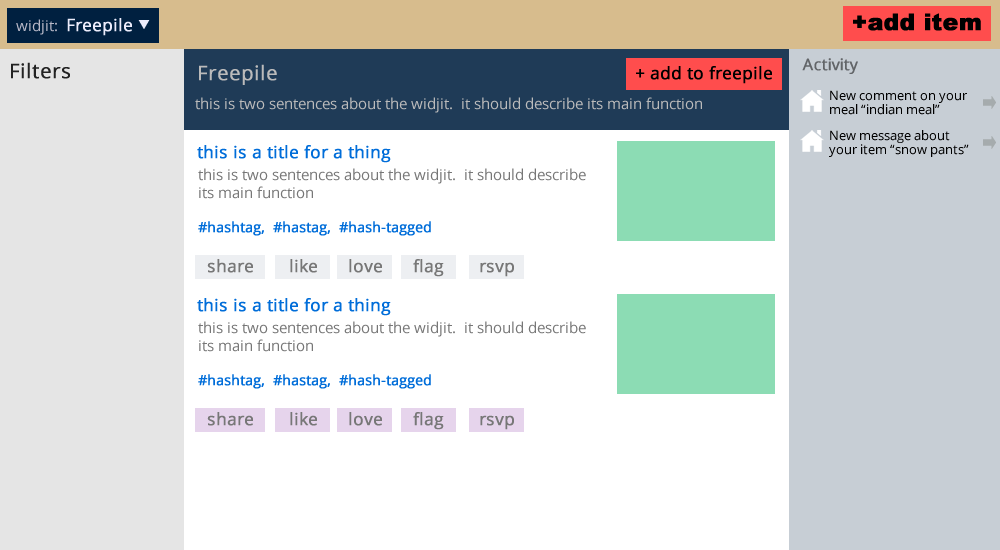 widjit: Freepile ▼
+add item
Filters
Freepile
+ add to freepile
this is two sentences about the widjit.  it should describe its main function
this is a title for a thing
this is two sentences about the widjit.  it should describe
its main function
#hashtag,  #hastag,  #hash-tagged
share like love flag rsvp
this is a title for a thing
this is two sentences about the widjit.  it should describe
its main function
#hashtag,  #hastag,  #hash-tagged
share like love flag rsvp
Activity
New comment on your
meal “indian meal”
New message about
your item “snow pants”